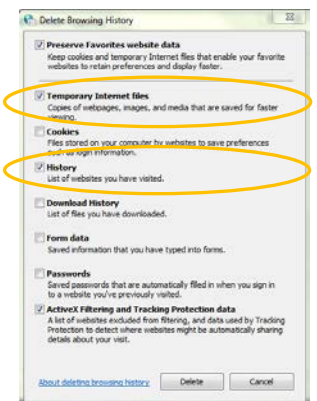 Delete Browsing History
Preserve Favorites website
data
Keep cookies and temporary Internet files that enable your favorite
websites to retain preferences and display faster.
Temporary Internet files
Copies of webpages, images, and media that are saved for faster
viewing.
Cookies
Files stored on your computer by websites to save preferences
such as login information.
History
List of websites you have visited.
Download History
List of files you have downloaded.
Form data
Saved information that you have typed into forms.
Passwords
Saved passwords that are automatically filled in when you sign in
to a website you've previously visited.
ActiveX Filtering and Tracking Protection data
A list of websites excluded from filtering, and data used by Tracking
Protection to detect where websites might be automatically sharing
details about your visit.
About deleting browsing history
Delete
Cancel